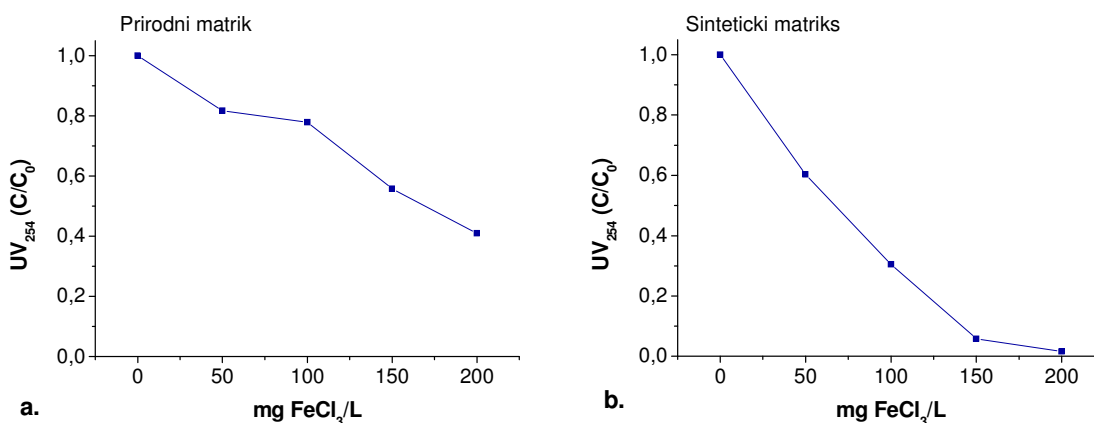 Prirodni matrik
1,0
0,8
0,6
0,4
0,2
0,0
UV254 (C/C0)
0 50 100 150 200
mg FeCl3/L
a.
Sinteticki matriks
1,0
0,8
0,6
0,4
0,2
0,0
UV254 (C/C0)
0 50 100 150 200
mg FeCl3/L
b.